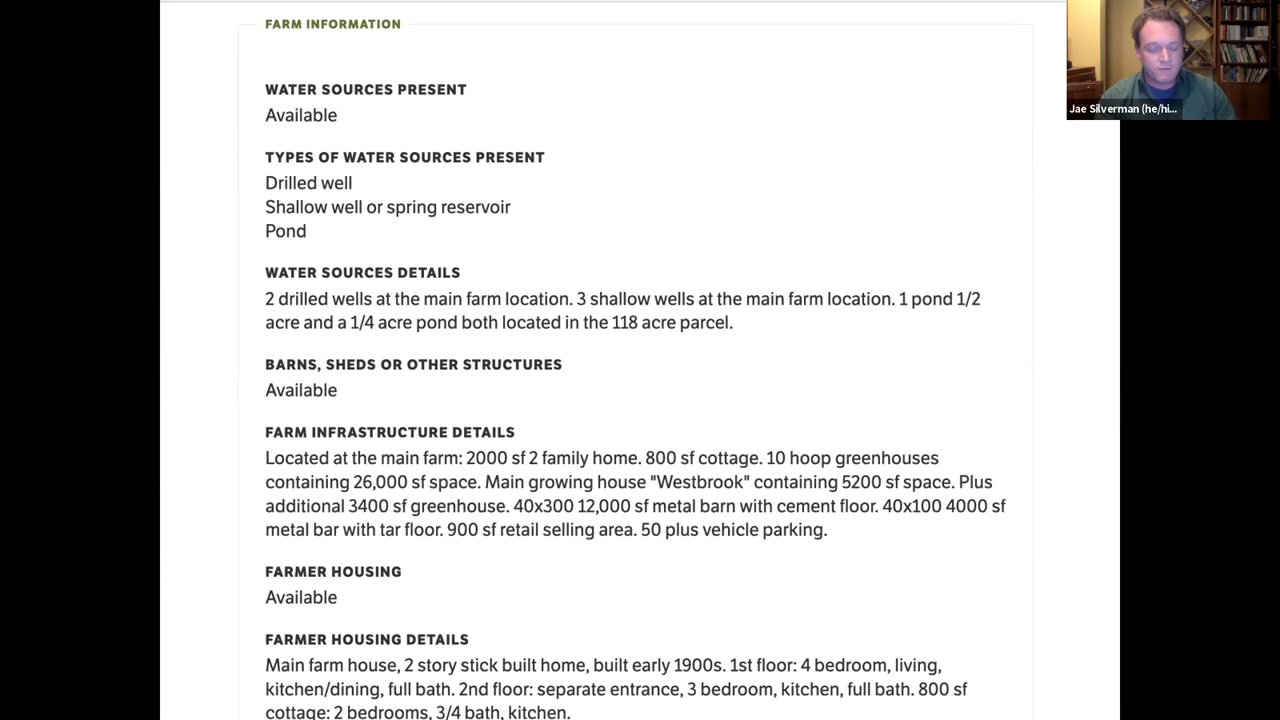 FARM INFORMATION
Jae Silverman (he/hi...
WATER SOURCES PRESENT
Available
TYPES OF WATER SOURCES PRESENT
Drilled well
Shallow well or spring reservoir
Pond
WATER SOURCES DETAILS
2 drilled wells at the main farm location. 3 shallow wells at the main farm location. 1 pond 1/2
acre and a 1/4 acre pond both located in the 118 acre parcel.
BARNS, SHEDS OR OTHER STRUCTURES
Available
FARM INFRASTRUCTURE DETAILS
Located at the main farm: 2000 sf 2 family home. 800 sf cottage. 10 hoop greenhouses
containing 26,000 sf space. Main growing house "Westbrook" containing 5200 sf space. Plus
additional 3400 sf greenhouse. 40x300 12,000 sf metal barn with cement floor. 40x100 4000 sf
metal bar with tar floor. 900 sf retail selling area. 50 plus vehicle parking.
FARMER HOUSING
Available
FARMER HOUSING DETAILS
Main farm house, 2 story stick built home, built early 1900s. 1st floor: 4 bedroom, living,
kitchen/dining, full bath. 2nd floor: separate entrance, 3 bedroom, kitchen, full bath. 800 sf
cottage: 2 bedrooms, 3/4 bath, kitchen.